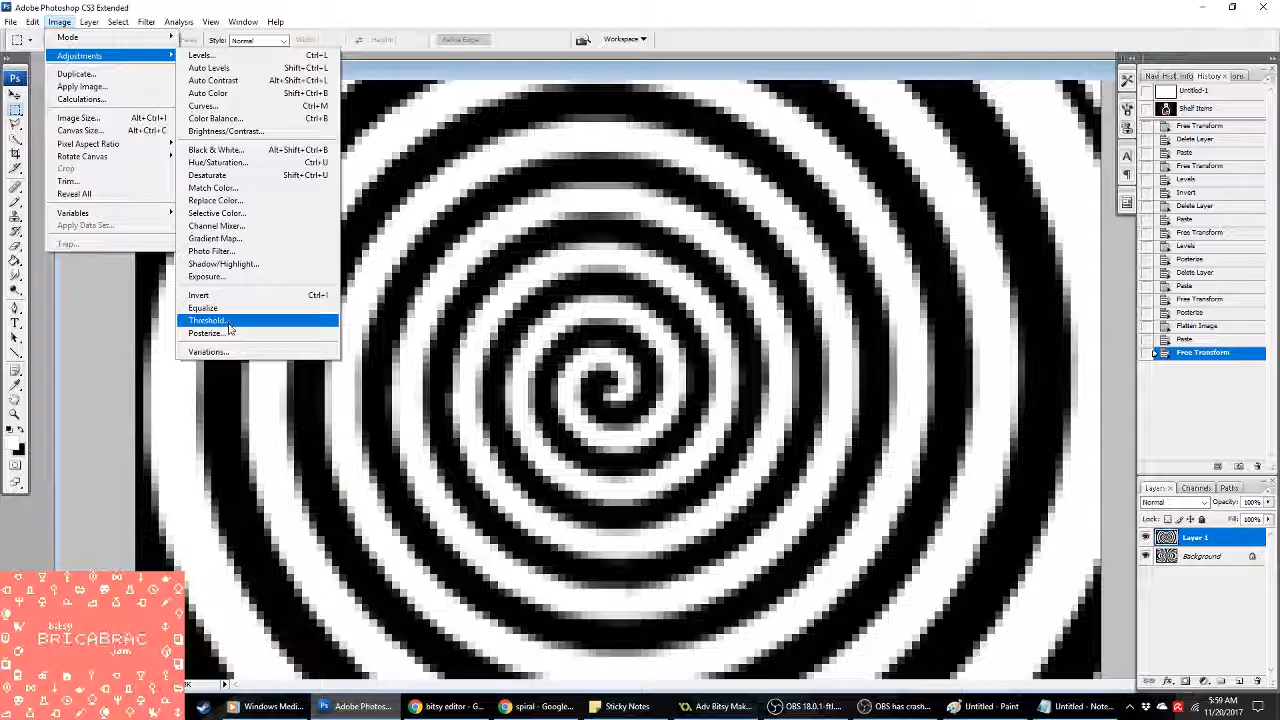 Adobe Photoshop CS3 Extended
File Edit Image Layer Select Filter Analysis View Window Help
Style: Normal Height: Refine Edge... Workspace
Mode
Adjustments
Duplicate...
Apply Image...
Calculations...
Image Size... Alt+Ctrl+I
Canvas Size... Alt+Ctrl+C
Pixel Aspect Ratio
Rotate Canvas
Crop
Trim...
Reveal All
Variables
Apply Data Set...
Trap...
Levels... Ctrl+L
Auto Levels Shift+Ctrl+L
Auto Contrast Alt+Shift+Ctrl+L
Auto Color Shift+Ctrl+B
Curves... Ctrl+M
Color Balance... Ctrl+B
Brightness/Contrast...
Black & White... Alt+Shift+Ctrl+B
Hue/Saturation... Ctrl+U
Desaturate Shift+Ctrl+U
Match Color...
Replace Color...
Selective Color...
Channel Mixer...
Gradient Map...
Photo Filter...
Shadow/Highlight...
Exposure...
Invert Ctrl+I
Equalize
Threshold...
Posterize...
Variations...
Info History
Untitled-1
Shelf Items
Free Transform
Delete Layer
Paste
Free Transform
Levels
Invert
Delete Layer
Paste
Free Transform
Levels
Posterize
Delete Layer
Paste
Free Transform
Posterize
Flatten Image
Paste
Free Transform
Layers Channels Paths
Normal Opacity: 100%
Lock: Fill: 100%
Layer 1
Background
bitsy
BRICABRAC
.jam
Windows Medi...
Adobe Photos...
bitsy editor - G...
spiral - Google...
Sticky Notes
Adv Bitsy Mak...
OBS 18.0.1-ftl...
OBS has crash...
Untitled - Paint
Untitled - Note...
5:59 AM
11/20/2017